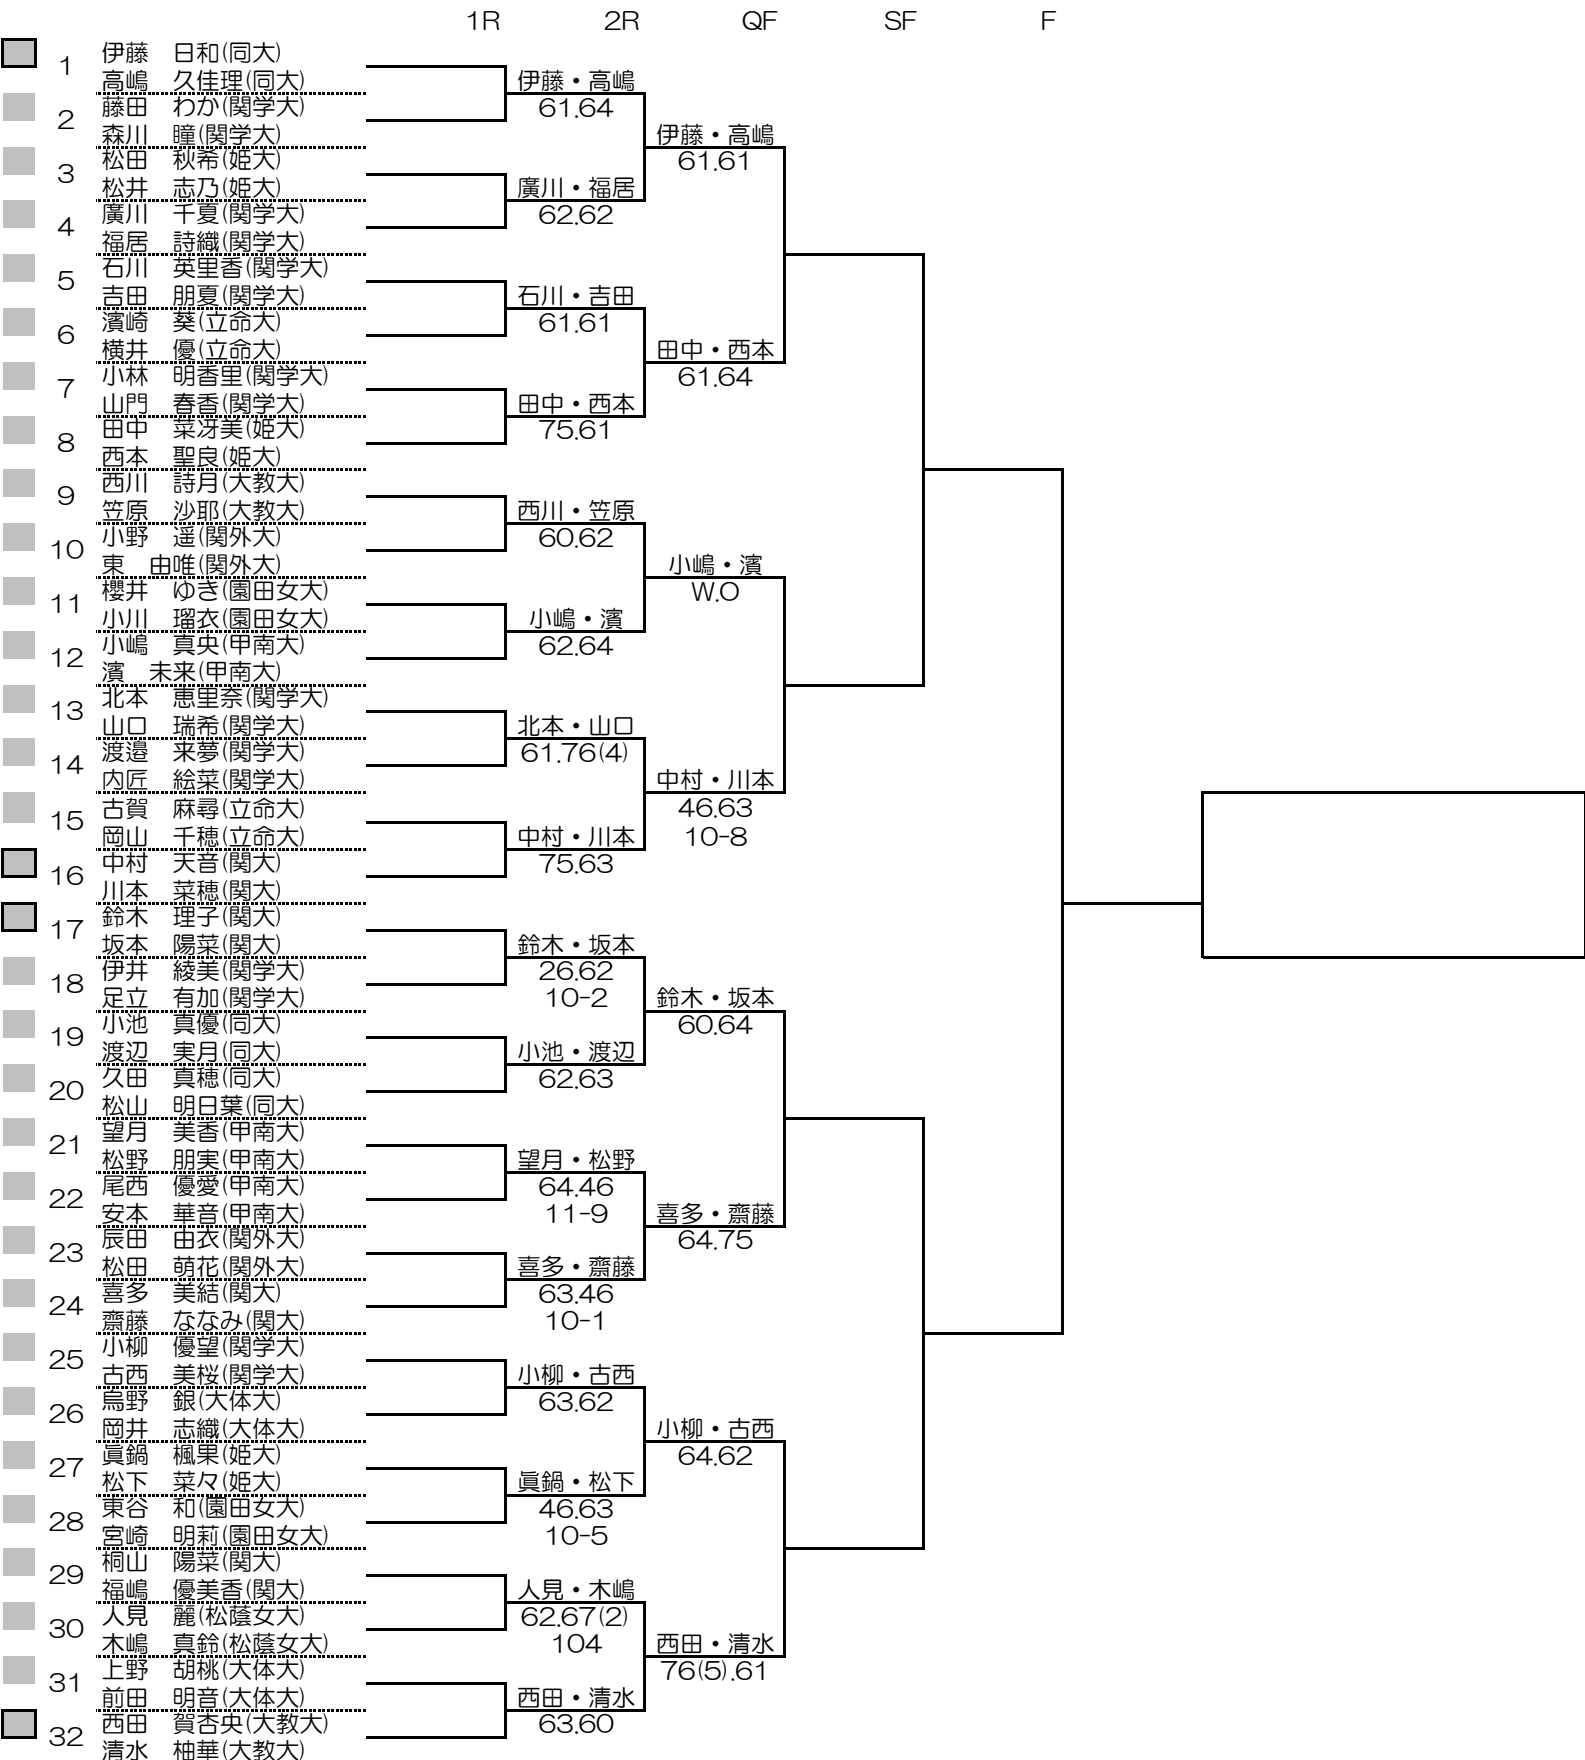 1R 2R QF SF F
1 伊藤 日和(同大)
高嶋 久佳理(同大)
2 藤田 わか(関学大)
森川 瞳(関学大)
3 松田 秋希(姫大)
松井 志乃(姫大)
4 廣川 千夏(関学大)
福居 詩織(関学大)
5 石川 英里香(関学大)
吉田 朋夏(関学大)
6 濱崎 葵(立命大)
横井 優(立命大)
7 小林 明香里(関学大)
山門 春香(関学大)
8 田中 菜冴美(姫大)
西本 聖良(姫大)
9 西川 詩月(大教大)
笠原 沙耶(大教大)
10 小野 遥(関外大)
東 由唯(関外大)
11 櫻井 ゆき(園田女大)
小川 瑠衣(園田女大)
12 小嶋 真央(甲南大)
濱 未来(甲南大)
13 北本 恵里奈(関学大)
山口 瑞希(関学大)
14 渡邉 来夢(関学大)
内匠 絵菜(関学大)
15 古賀 麻尋(立命大)
岡山 千穂(立命大)
16 中村 天音(関大)
川本 菜穂(関大)
17 鈴木 理子(関大)
坂本 陽菜(関大)
18 伊井 綾美(関学大)
足立 有加(関学大)
19 小池 真優(同大)
渡辺 実月(同大)
20 久田 真穂(同大)
松山 明日葉(同大)
21 望月 美香(甲南大)
松野 朋実(甲南大)
22 尾西 優愛(甲南大)
安本 華音(甲南大)
23 辰田 由衣(関外大)
松田 萌花(関外大)
24 喜多 美結(関大)
齋藤 ななみ(関大)
25 小柳 優望(関学大)
古西 美桜(関学大)
26 烏野 銀(大体大)
岡井 志織(大体大)
27 眞鍋 楓果(姫大)
松下 菜々(姫大)
28 東谷 和(園田女大)
宮崎 明莉(園田女大)
29 桐山 陽菜(関大)
福嶋 優美香(関大)
30 人見 麗(松蔭女大)
木嶋 真鈴(松蔭女大)
31 上野 胡桃(大体大)
前田 明音(大体大)
32 西田 賀杏央(大教大)
清水 柚華(大教大)
伊藤・高嶋
61.64
廣川・福居
62.62
石川・吉田
61.61
田中・西本
75.61
西川・笠原
60.62
小嶋・濱
62.64
北本・山口
61.76(4)
中村・川本
75.63
鈴木・坂本
26.62
10-2
小池・渡辺
62.63
望月・松野
64.46
11-9
喜多・齋藤
63.46
10-1
小柳・古西
63.62
眞鍋・松下
46.63
10-5
人見・木嶋
62.67(2)
104
西田・清水
63.60
伊藤・高嶋
61.61
田中・西本
61.64
小嶋・濱
W.O
中村・川本
46.63
10-8
鈴木・坂本
60.64
喜多・齋藤
64.75
小柳・古西
64.62
西田・清水
76(5).61